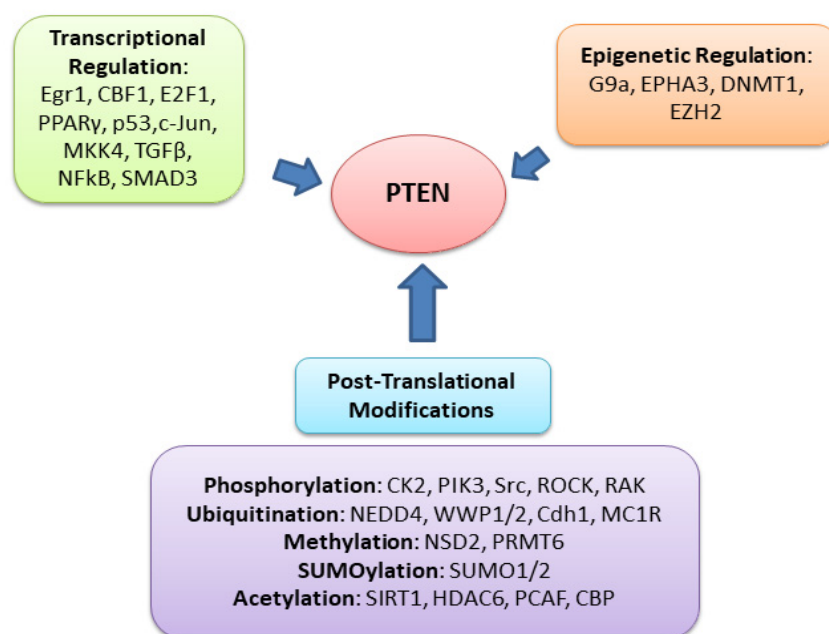 Transcriptional
Regulation:
Egr1, CBF1, E2F1,
PPARγ, p53,c-Jun,
MKK4, TGFβ,
NFkB, SMAD3
Epigenetic Regulation:
G9a, EPHA3, DNMT1,
EZH2
PTEN
Post-Translational
Modifications
Phosphorylation: CK2, PIK3, Src, ROCK, RAK
Ubiquitination: NEDD4, WWP1/2, Cdh1, MC1R
Methylation: NSD2, PRMT6
SUMOylation: SUMO1/2
Acetylation: SIRT1, HDAC6, PCAF, CBP